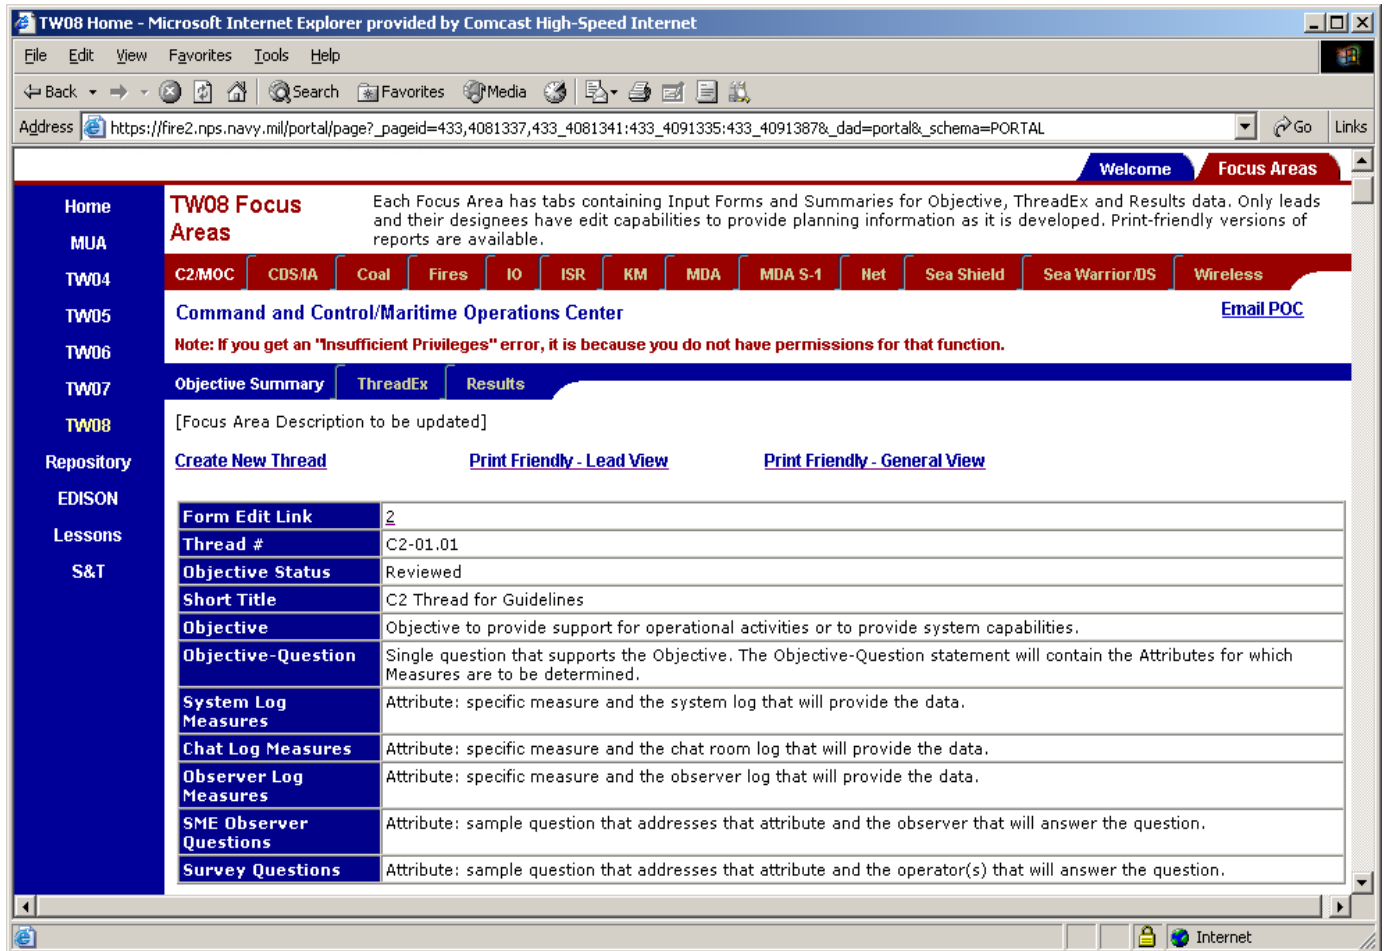 TW08 Home - Microsoft Internet Explorer provided by Comcast High-Speed Internet
File Edit View Favorites Tools Help
Back Search Favorites Media
Address https://fire2.nps.navy.mil/portal/page?_pageid=433,4081337,433_4081341:433_4091335:433_4091387&_dad=portal&_schema=PORTAL Go Links
Welcome Focus Areas
Home
MUA
TW04
TW05
TW06
TW07
TW08
Repository
EDISON
Lessons
S&T
TW08 Focus
Areas
Each Focus Area has tabs containing Input Forms and Summaries for Objective, ThreadEx and Results data. Only leads
and their designees have edit capabilities to provide planning information as it is developed. Print-friendly versions of
reports are available.
C2/MOC CDS/IA Coal Fires IO ISR KM MDA MDA S-1 Net Sea Shield Sea Warrior/DS Wireless
Command and Control/Maritime Operations Center Email POC
Note: If you get an "Insufficient Privileges" error, it is because you do not have permissions for that function.
Objective Summary ThreadEx Results
[Focus Area Description to be updated]
Create New Thread Print Friendly - Lead View Print Friendly - General View
Form Edit Link 2
Thread # C2-01.01
Objective Status Reviewed
Short Title C2 Thread for Guidelines
Objective Objective to provide support for operational activities or to provide system capabilities.
Objective-Question Single question that supports the Objective. The Objective-Question statement will contain the Attributes for which
Measures are to be determined.
System Log
Measures
Attribute: specific measure and the system log that will provide the data.
Chat Log Measures Attribute: specific measure and the chat room log that will provide the data.
Observer Log
Measures
Attribute: specific measure and the observer log that will provide the data.
SME Observer
Questions
Attribute: sample question that addresses that attribute and the observer that will answer the question.
Survey Questions Attribute: sample question that addresses that attribute and the operator(s) that will answer the question.
Internet